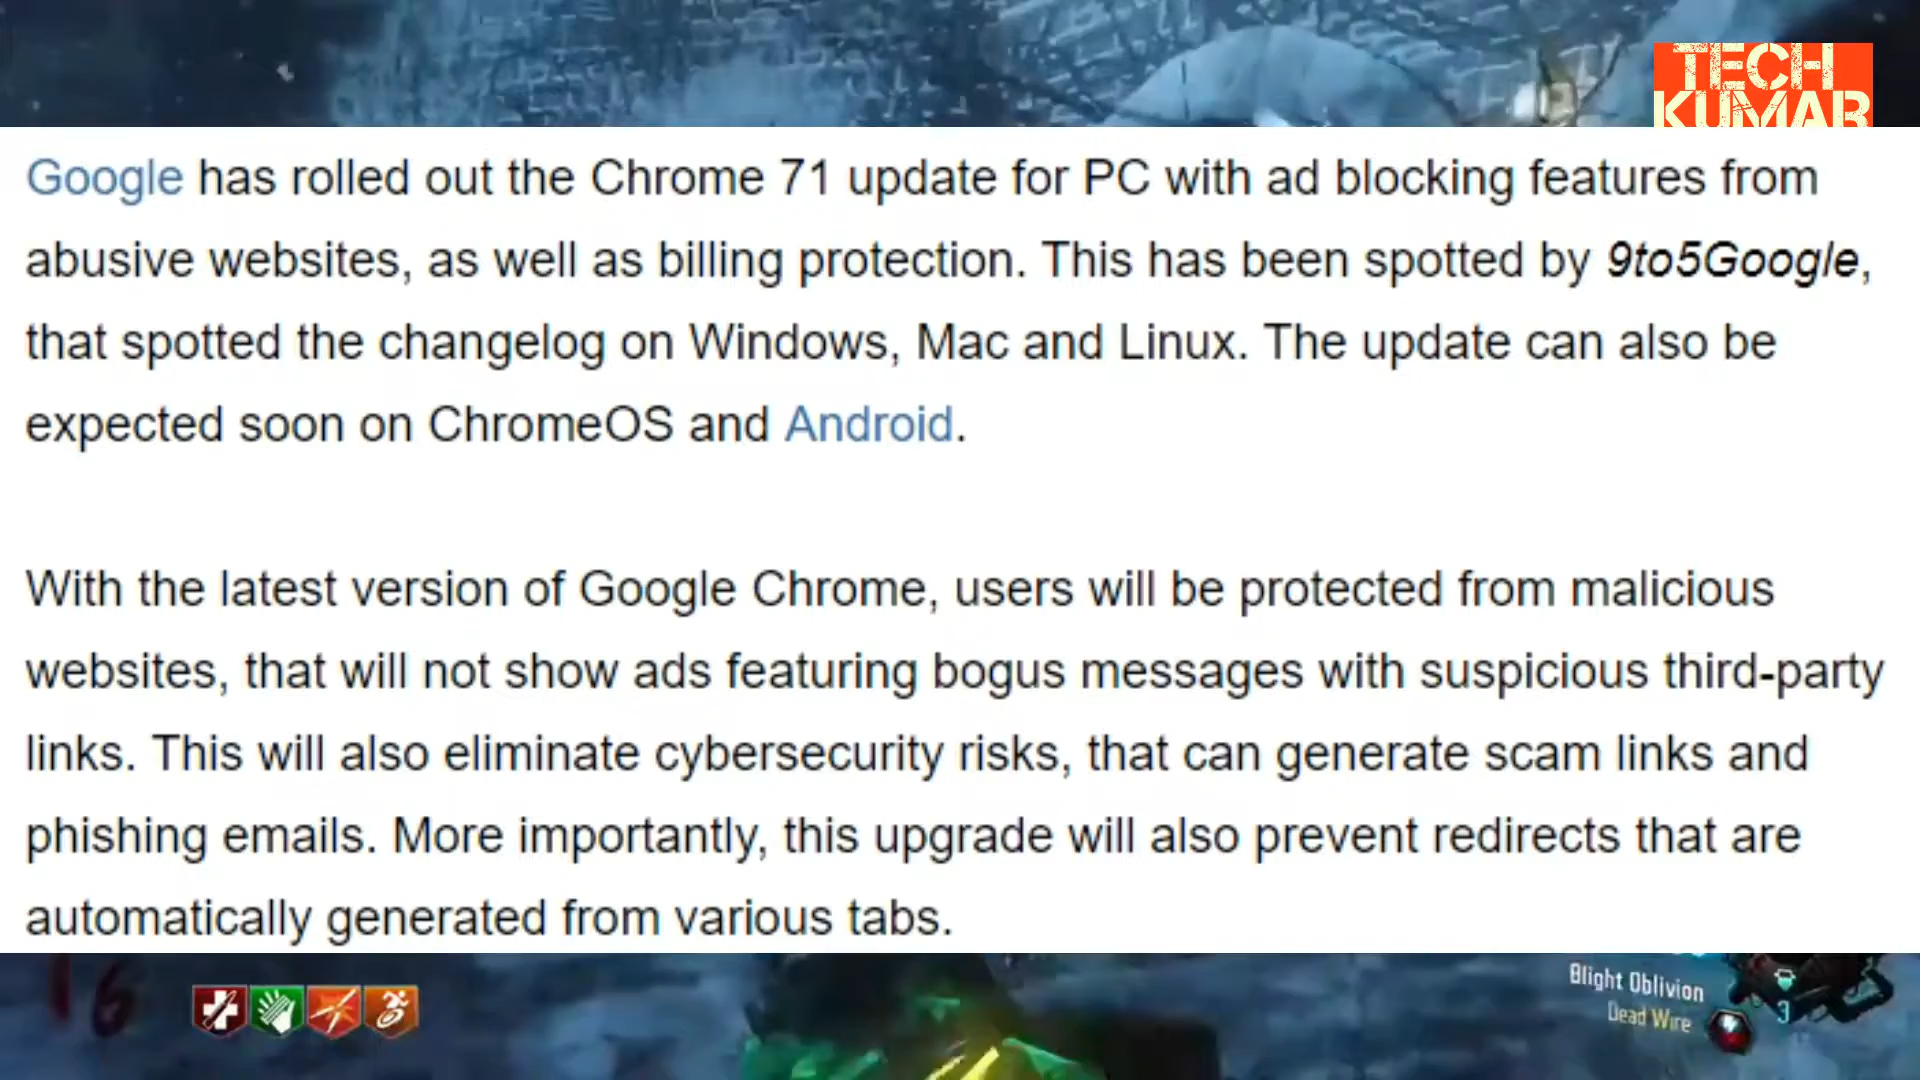 TECH
KUMAR
Google has rolled out the Chrome 71 update for PC with ad blocking features from
abusive websites, as well as billing protection. This has been spotted by 9to5Google,
that spotted the changelog on Windows, Mac and Linux. The update can also be
expected soon on ChromeOS and Android.
With the latest version of Google Chrome, users will be protected from malicious
websites, that will not show ads featuring bogus messages with suspicious third-party
links. This will also eliminate cybersecurity risks, that can generate scam links and
phishing emails. More importantly, this upgrade will also prevent redirects that are
automatically generated from various tabs.
16
Blight Oblivion
Dead Wire
3